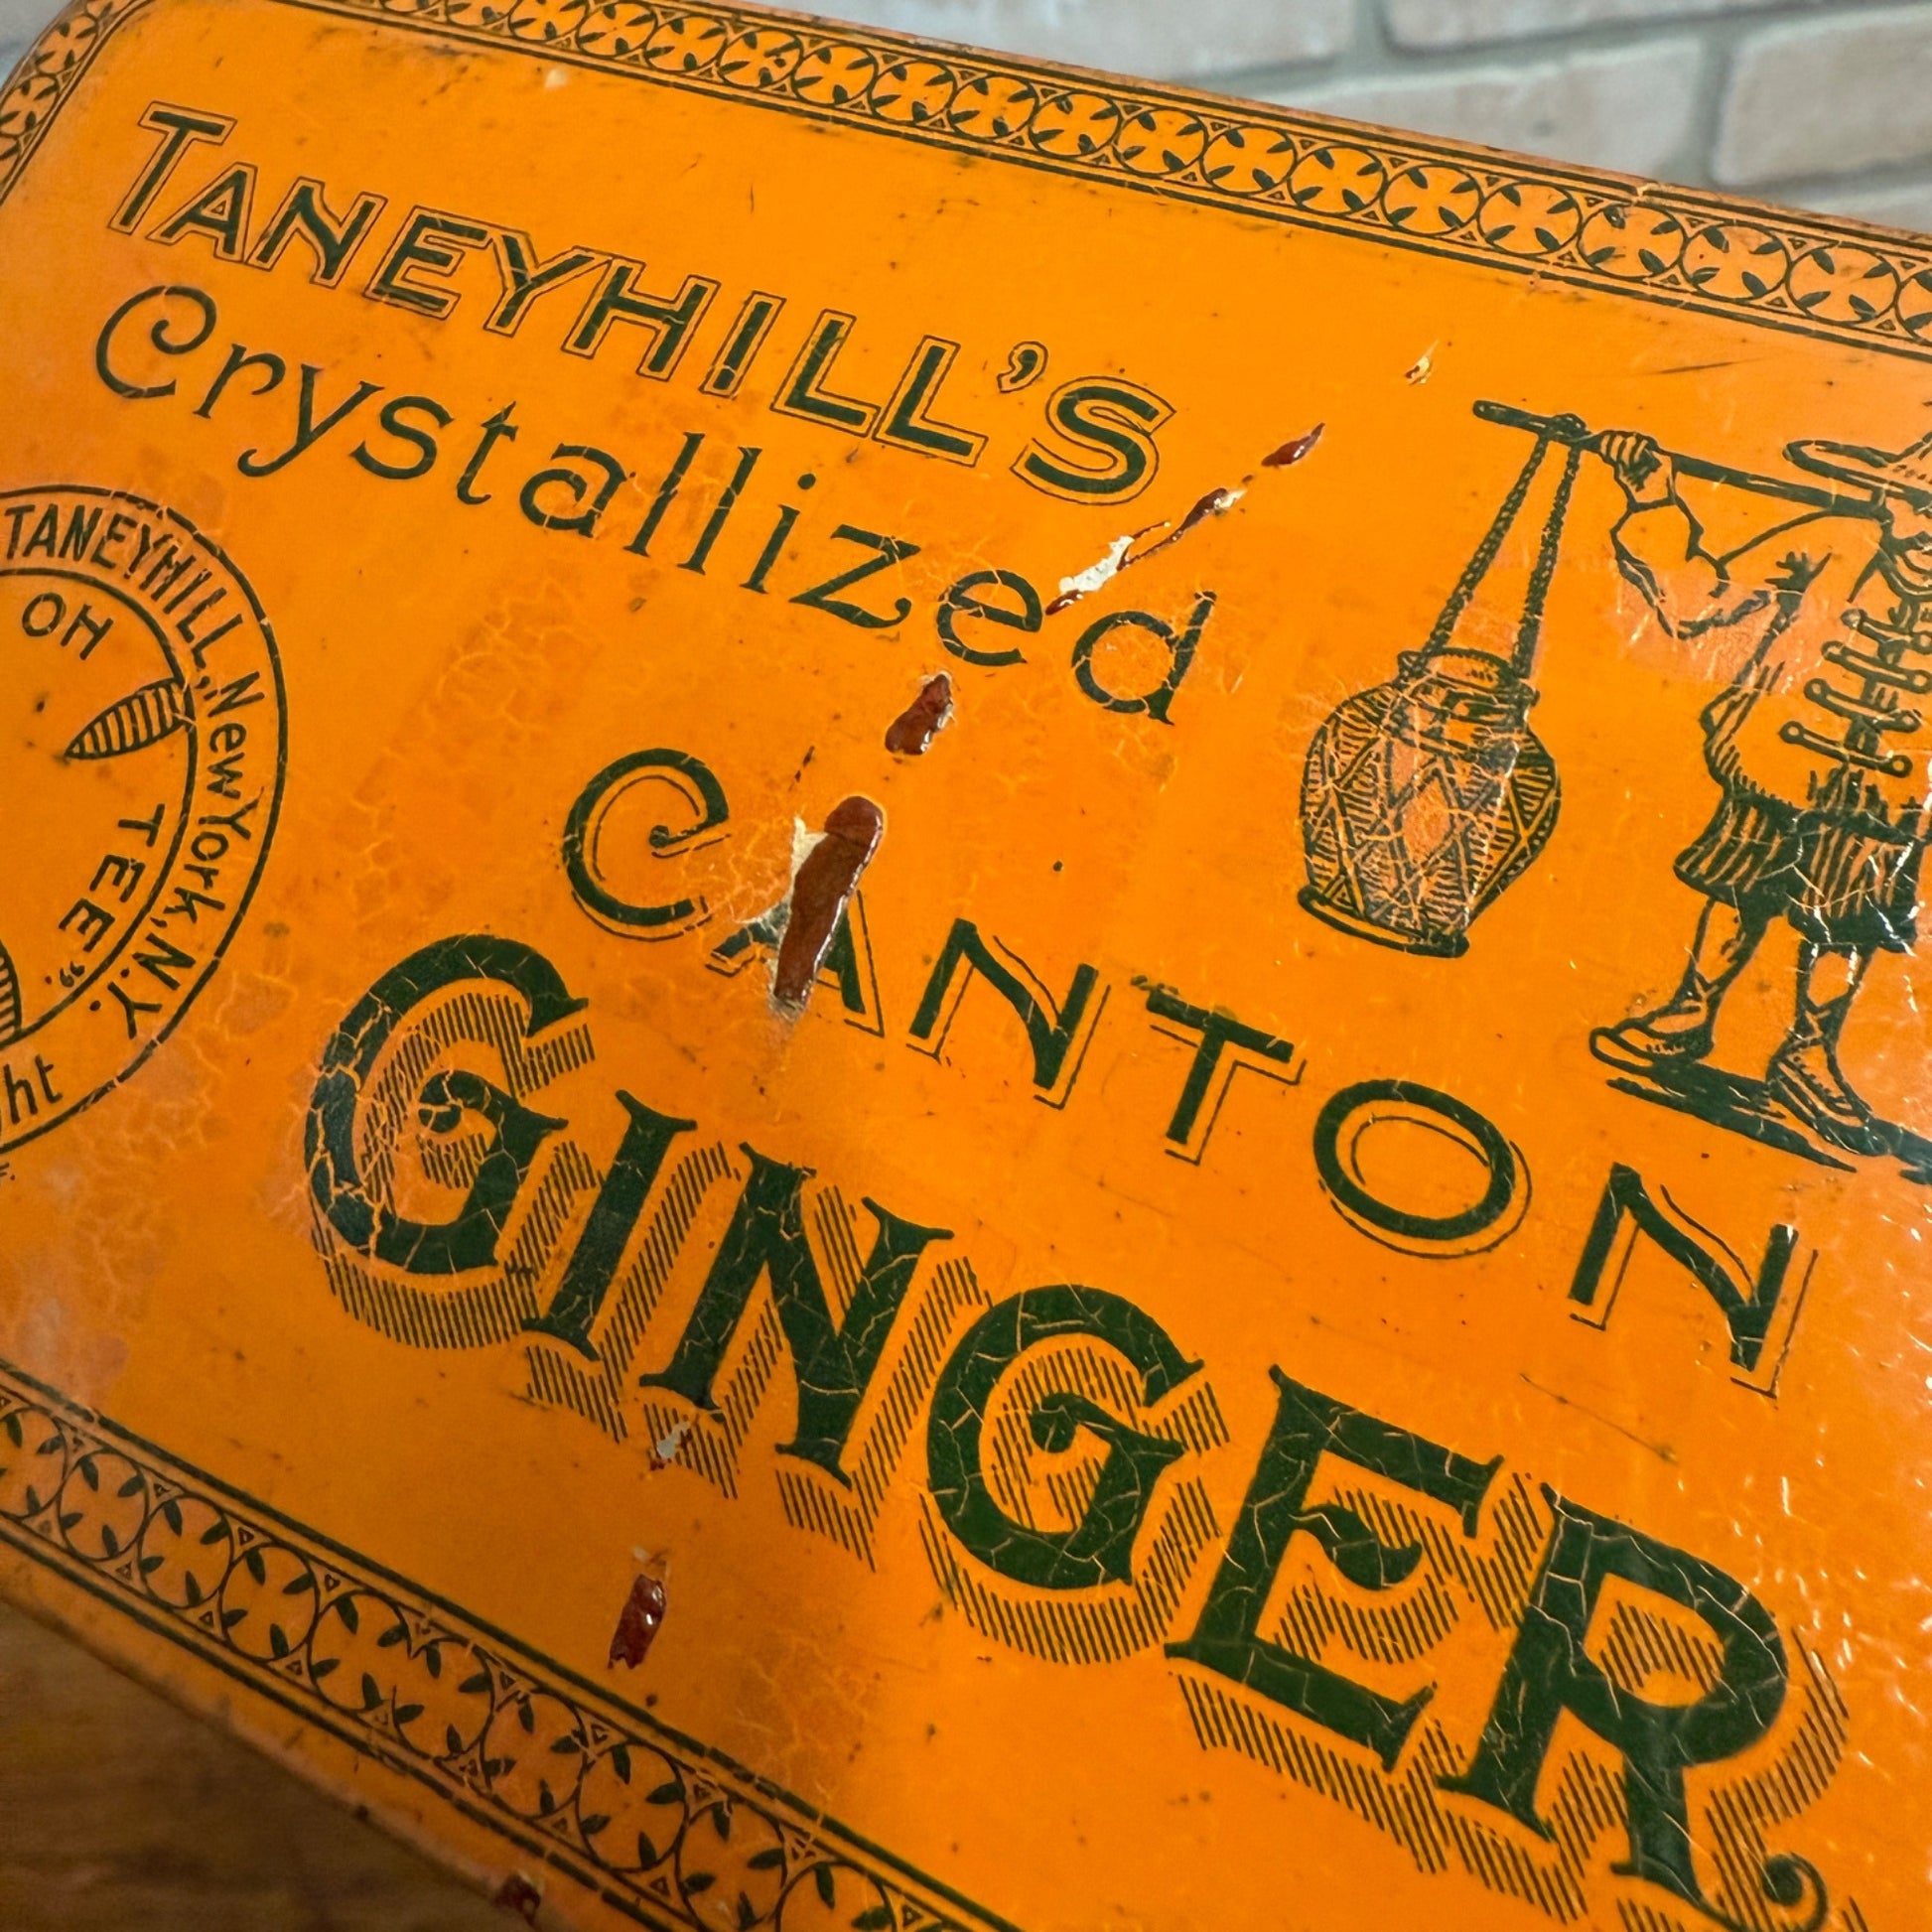 TANEYHILL'S
Crystallized
CANTON
GINGER
TANEYHILL, New York, N.Y.
OH
TEE".